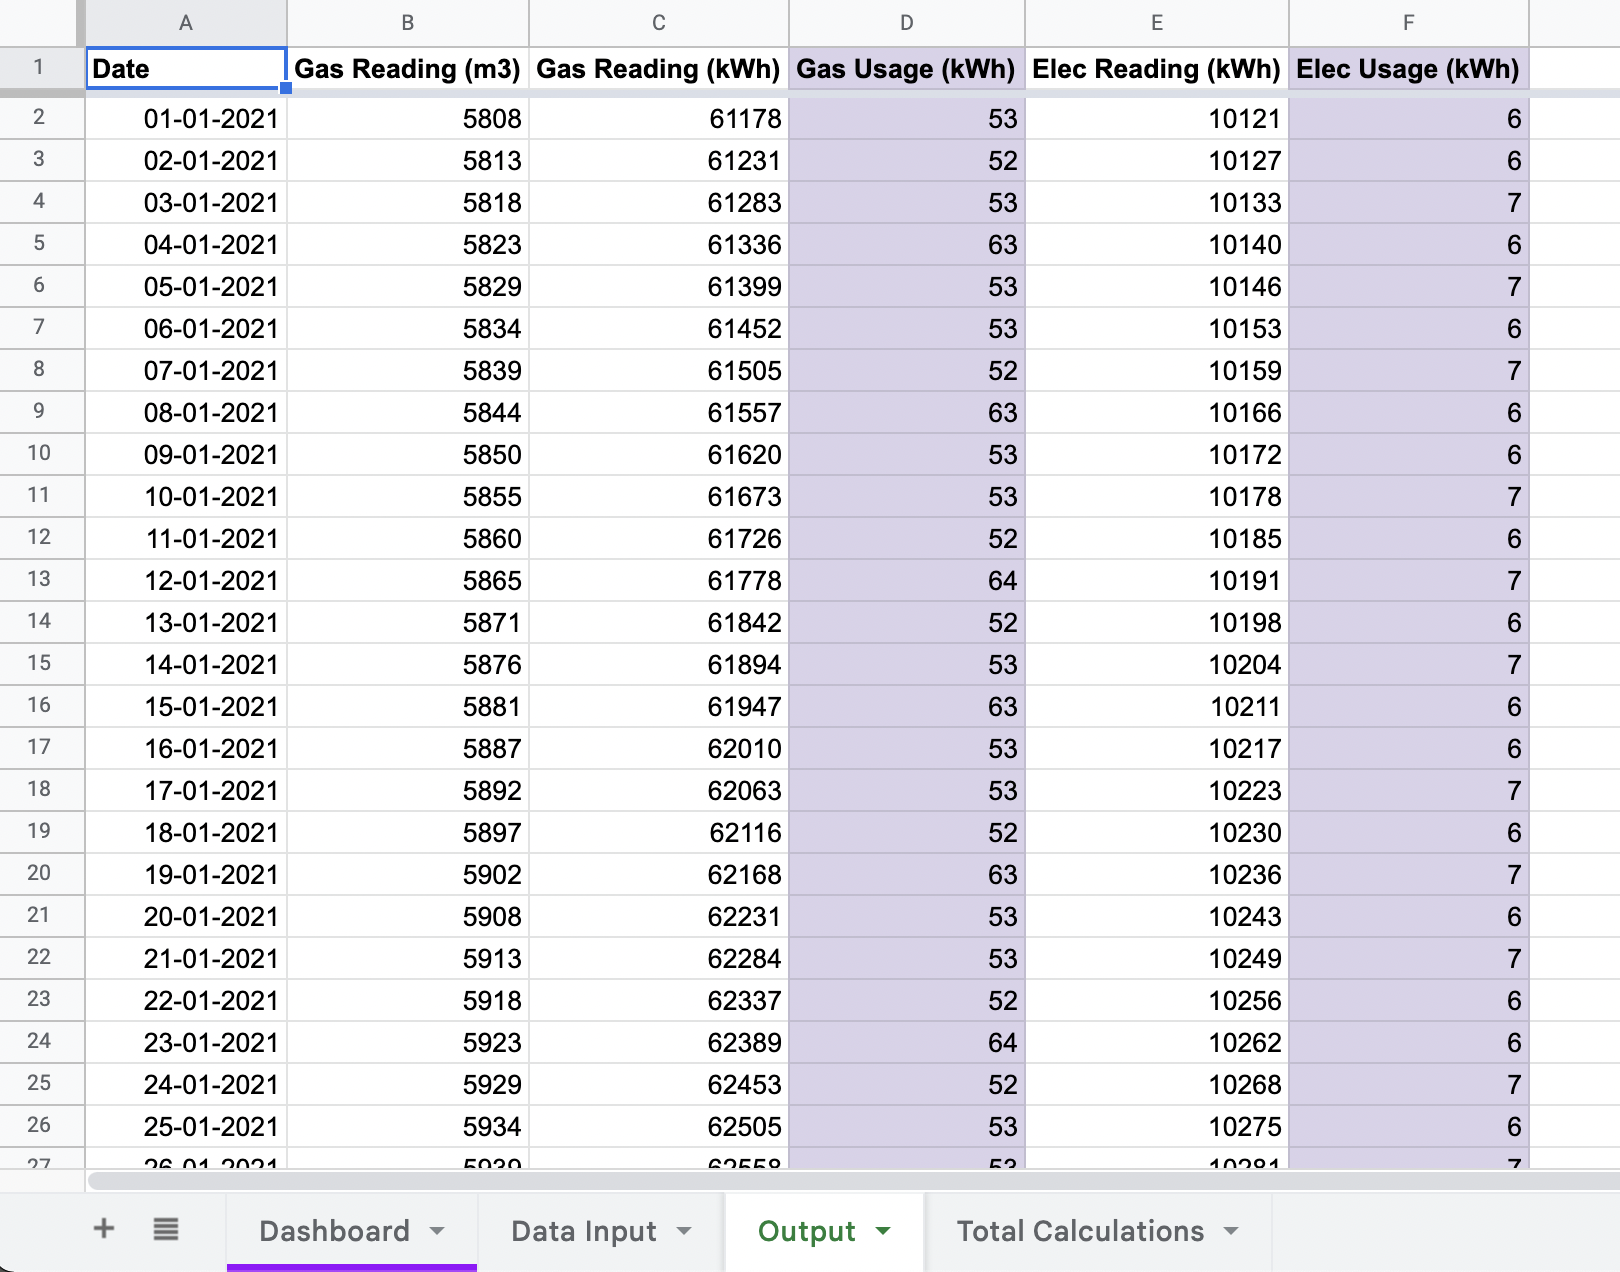 A B C D E F
1 Date Gas Reading (m3) Gas Reading (kWh) Gas Usage (kWh) Elec Reading (kWh) Elec Usage (kWh)
2 01-01-2021 5808 61178 53 10121 6
3 02-01-2021 5813 61231 52 10127 6
4 03-01-2021 5818 61283 53 10133 7
5 04-01-2021 5823 61336 63 10140 6
6 05-01-2021 5829 61399 53 10146 7
7 06-01-2021 5834 61452 53 10153 6
8 07-01-2021 5839 61505 52 10159 7
9 08-01-2021 5844 61557 63 10166 6
10 09-01-2021 5850 61620 53 10172 6
11 10-01-2021 5855 61673 53 10178 7
12 11-01-2021 5860 61726 52 10185 6
13 12-01-2021 5865 61778 64 10191 7
14 13-01-2021 5871 61842 52 10198 6
15 14-01-2021 5876 61894 53 10204 7
16 15-01-2021 5881 61947 63 10211 6
17 16-01-2021 5887 62010 53 10217 6
18 17-01-2021 5892 62063 53 10223 7
19 18-01-2021 5897 62116 52 10230 6
20 19-01-2021 5902 62168 63 10236 7
21 20-01-2021 5908 62231 53 10243 6
22 21-01-2021 5913 62284 53 10249 7
23 22-01-2021 5918 62337 52 10256 6
24 23-01-2021 5923 62389 64 10262 6
25 24-01-2021 5929 62453 52 10268 7
26 25-01-2021 5934 62505 53 10275 6
27 26-01-2021 5939 62558 53 10281 7
Dashboard Data Input Output Total Calculations